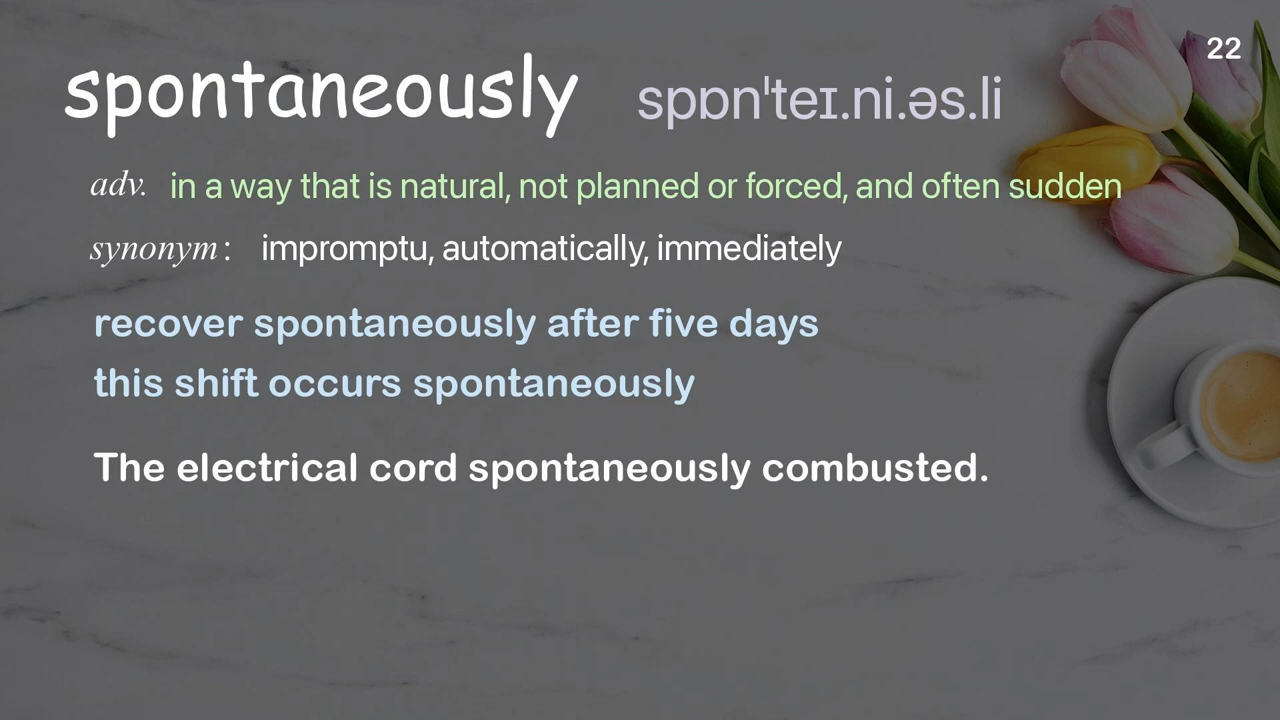 22
spontaneously spɒnˈteɪ.ni.əs.li
adv. in a way that is natural, not planned or forced, and often sudden
synonym : impromptu, automatically, immediately
recover spontaneously after five days
this shift occurs spontaneously
The electrical cord spontaneously combusted.